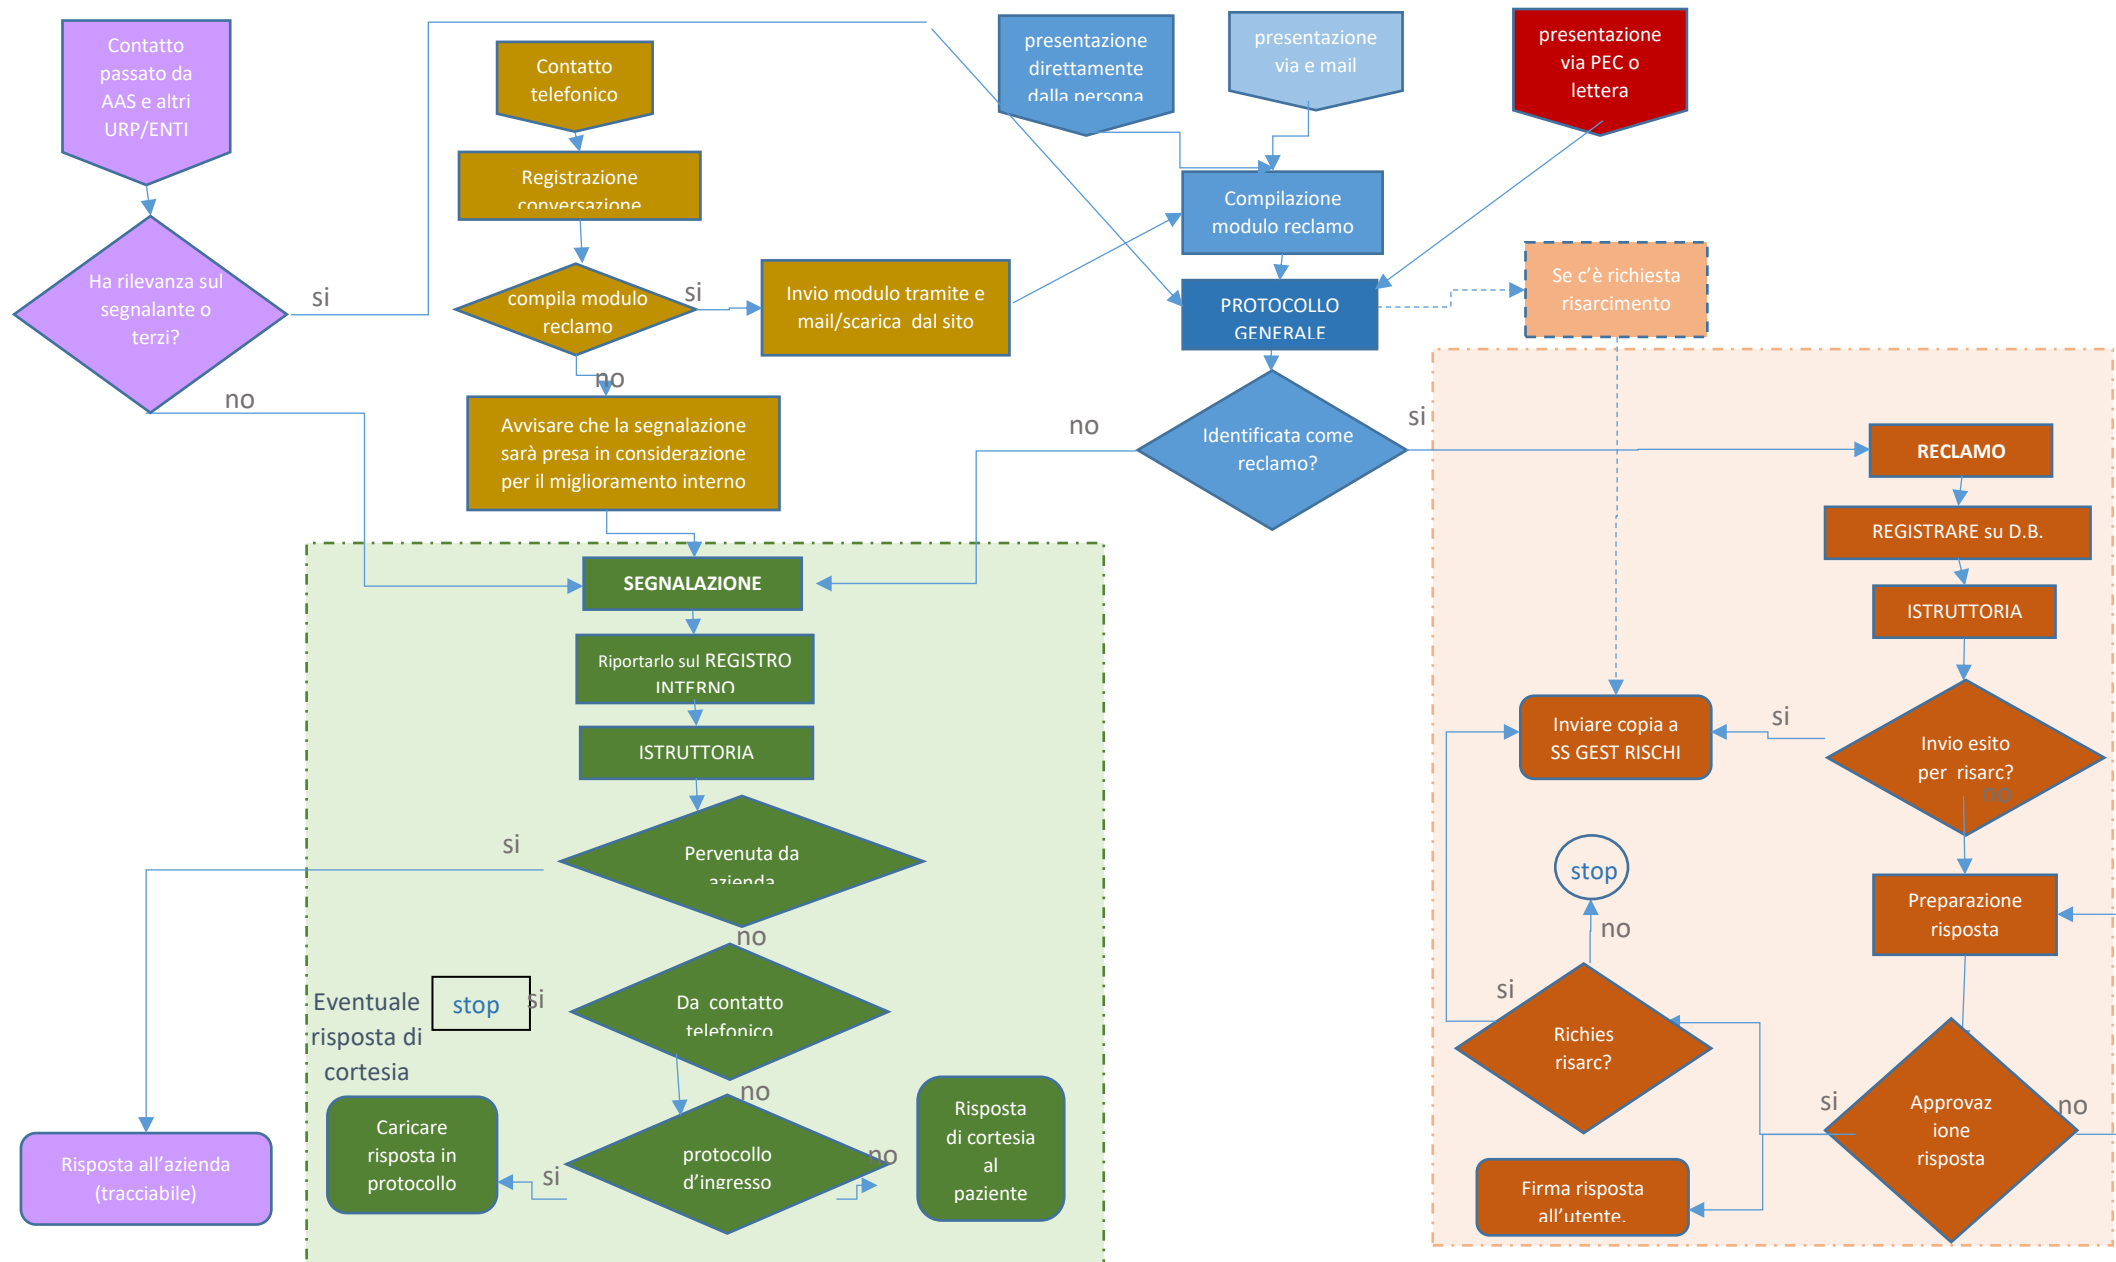 Contatto
passato da
AAS e altri
URP/ENTI
Contatto
telefonico
presentazione
direttamente
dalla persona
presentazione
via e mail
presentazione
via PEC o
lettera
Registrazione
conversazione
Compilazione
modulo reclamo
Ha rilevanza sul
segnalante o
terzi?
si
no
compila modulo
reclamo
si
no
Invio modulo tramite e
mail/scarica dal sito
PROTOCOLLO
GENERALE
Se c'è richiesta
risarcimento
Avvisare che la segnalazione
sarà presa in considerazione
per il miglioramento interno
no
Identificata come
reclamo?
si
RECLAMO
REGISTRARE su D.B.
ISTRUTTORIA
SEGNALAZIONE
Riportarlo sul REGISTRO
INTERNO
ISTRUTTORIA
Inviare copia a
SS GEST RISCHI
si
Invio esito
per risarc?
no
si
Pervenuta da
azienda
no
stop
no
Preparazione
risposta
Eventuale
risposta di
cortesia
stop
si
Da contatto
telefonico
no
si
Richies
risarc?
si
Approvaz
ione
risposta
no
Caricare
risposta in
protocollo
si
protocollo
d'ingresso
no
Risposta
di cortesia
al
paziente
Risposta all'azienda
(tracciabile)
Firma risposta
all'utente.